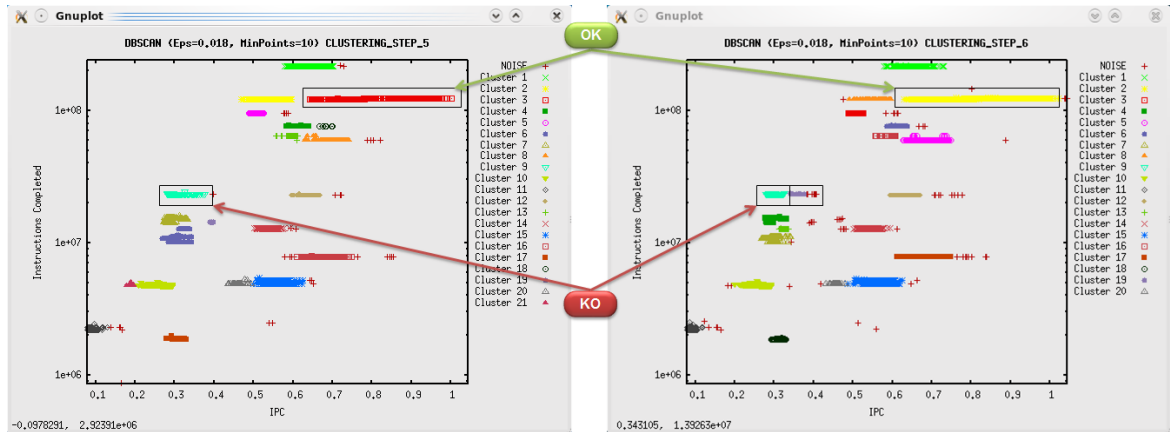 Gnuplot
DBSCAN (Eps=0.018, MinPoints=10) CLUSTERING_STEP_5
NOISE
Cluster 1
Cluster 2
Cluster 3
Cluster 4
Cluster 5
Cluster 6
Cluster 7
Cluster 8
Cluster 9
Cluster 10
Cluster 11
Cluster 12
Cluster 13
Cluster 14
Cluster 15
Cluster 16
Cluster 17
Cluster 18
Cluster 19
Cluster 20
Cluster 21
Instructions Completed
1e+08
1e+07
1e+06
0.1 0.2 0.3 0.4 0.5 0.6 0.7 0.8 0.9 1
IPC
-0.0978291, 2.92391e+06
OK
KO
Gnuplot
DBSCAN (Eps=0.018, MinPoints=10) CLUSTERING_STEP_6
NOISE
Cluster 1
Cluster 2
Cluster 3
Cluster 4
Cluster 5
Cluster 6
Cluster 7
Cluster 8
Cluster 9
Cluster 10
Cluster 11
Cluster 12
Cluster 13
Cluster 14
Cluster 15
Cluster 16
Cluster 17
Cluster 18
Cluster 19
Cluster 20
Instructions Completed
1e+08
1e+07
1e+06
0.1 0.2 0.3 0.4 0.5 0.6 0.7 0.8 0.9 1
IPC
0.343105, 1.39263e+07